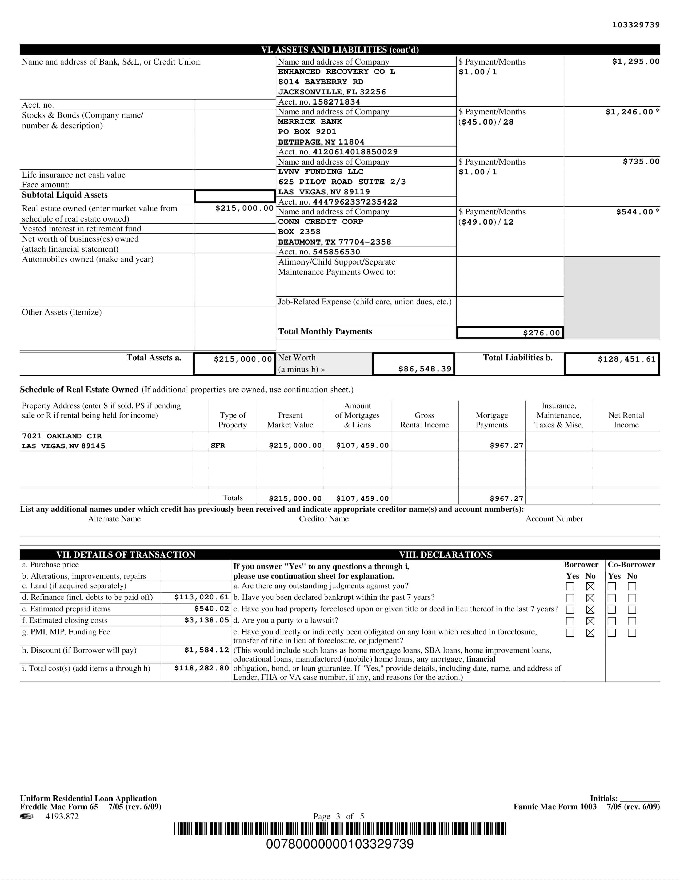 103329739
VI. ASSETS AND LIABILITIES (cont'd)
Name and address of Bank, S&L, or Credit Union
Acct. no.
Stocks & Bonds (Company name/
number & description)
Life insurance net cash value
Face amount:
Subtotal Liquid Assets
Real estate owned (enter market value from $215,000.00
schedule of real estate owned)
Vested interest in retirement fund
Net worth of business(es) owned
(attach financial statement)
Automobiles owned (make and year)
Other Assets (itemize)
Name and address of Company $ Payment/Months $1,295.00
ENHANCED RECOVERY CO L $1.00/1
8014 BAYBERRY RD
JACKSONVILLE, FL 32256
Acct. no. 158271834
Name and address of Company $ Payment/Months $1,246.00*
MERRICK BANK ($45.00)/28
PO BOX 9201
BETHPAGE, NY 11804
Acct. no. 4120614018850029
Name and address of Company $ Payment/Months $735.00
LVNV FUNDING LLC $1.00/1
625 PILOT ROAD SUITE 2/3
LAS VEGAS, NV 89119
Acct. no. 4447962337235422
Name and address of Company $ Payment/Months $544.00*
CONN CREDIT CORP ($49.00)/12
BOX 2358
BEAUMONT, TX 77704-2358
Acct. no. 545856530
Alimony/Child Support/Separate
Maintenance Payments Owed to:
Job-Related Expense (child care, union dues, etc.)
Total Monthly Payments $276.00
Total Assets a. $215,000.00 Net Worth Total Liabilities b. $128,451.61
(a minus b) » $86,548.39
Schedule of Real Estate Owned (If additional properties are owned, use continuation sheet.)
Property Address (enter S if sold, PS if pending sale or R if rental being held for income) Type of Property Present Market Value Amount of Mortgages & Liens Gross Rental Income Mortgage Payments Insurance, Maintenance, Taxes & Misc. Net Rental Income
7021 OAKLAND CIR
LAS VEGAS, NV 89145 SFR $215,000.00 $107,459.00 $967.27
Totals $215,000.00 $107,459.00 $967.27
List any additional names under which credit has previously been received and indicate appropriate creditor name(s) and account number(s):
Alternate Name Creditor Name Account Number
VII. DETAILS OF TRANSACTION
a. Purchase price
b. Alterations, improvements, repairs
c. Land (if acquired separately)
d. Refinance (incl. debts to be paid off) $113,020.61
e. Estimated prepaid items $540.02
f. Estimated closing costs $3,138.05
g. PMI, MIP, Funding Fee
h. Discount (if Borrower will pay) $1,584.12
i. Total cost(s) (add items a through h) $118,282.80
VIII. DECLARATIONS
If you answer "Yes" to any questions a through i, Borrower Co-Borrower
please use continuation sheet for explanation. Yes No Yes No
a. Are there any outstanding judgments against you?
b. Have you been declared bankrupt within the past 7 years?
c. Have you had property foreclosed upon or given title or deed in lieu thereof in the last 7 years?
d. Are you a party to a lawsuit?
e. Have you directly or indirectly been obligated on any loan which resulted in foreclosure,
transfer of title in lieu of foreclosure, or judgment?
(This would include such loans as home mortgage loans, SBA loans, home improvement loans,
educational loans, manufactured (mobile) home loans, any mortgage, financial
obligation, bond, or loan guarantee. If "Yes," provide details, including date, name, and address of
Lender, FHA or VA case number, if any, and reasons for the action.)
Uniform Residential Loan Application Initials:
Freddie Mac Form 65 7/05 (rev. 6/09) Fannie Mae Form 1003 7/05 (rev. 6/09)
4193.872 Page 3 of 5
00780000000103329739